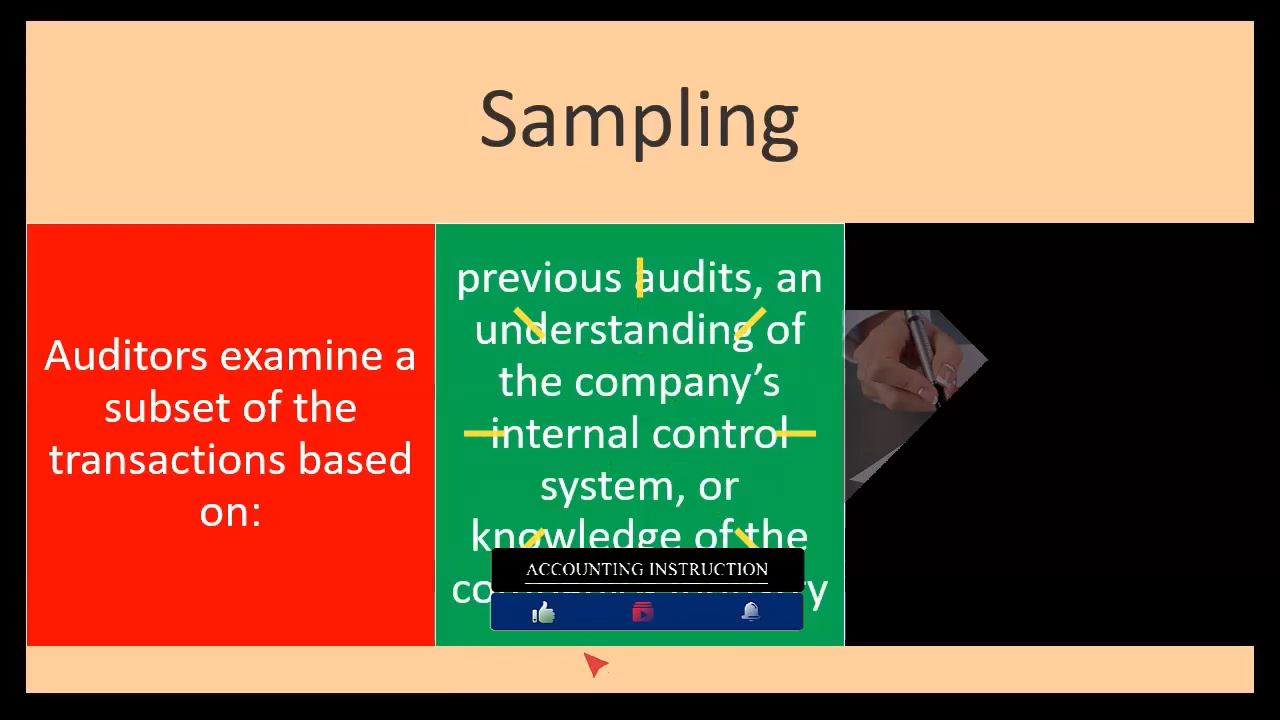 Sampling
Auditors examine a
subset of the
transactions based
on:
previous audits, an
understanding of
the company’s
internal control
system, or
knowledge of the
ACCOUNTING INSTRUCTION